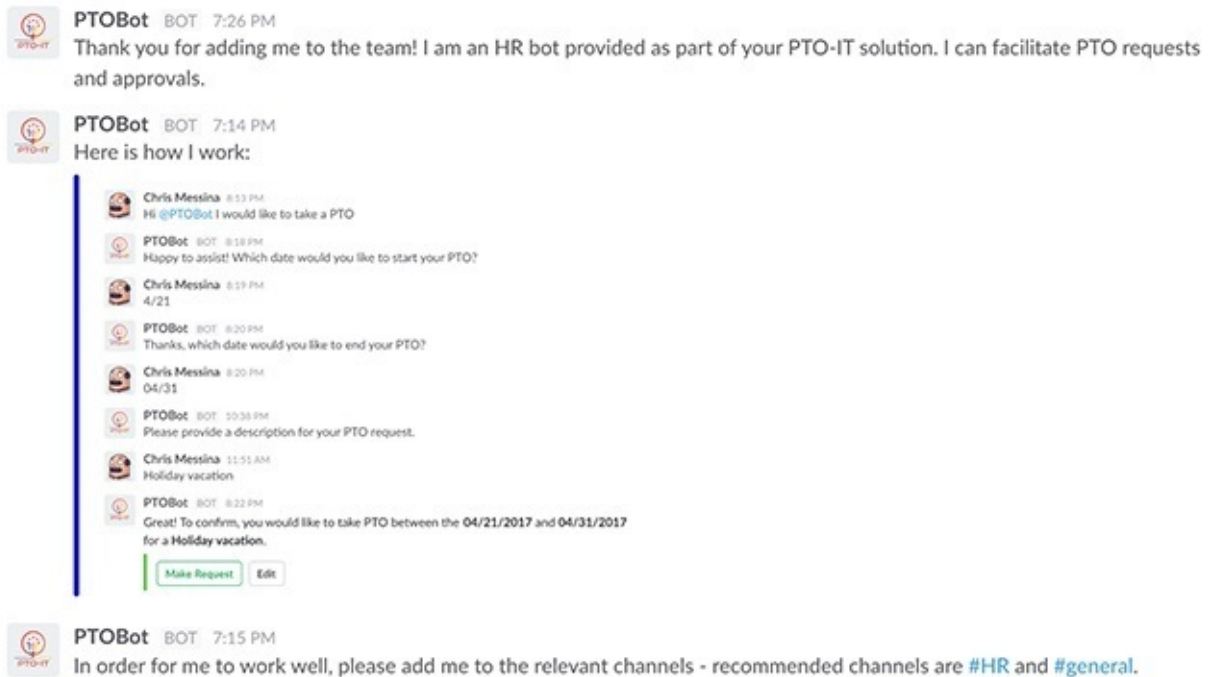 PTOBot BOT 7:26 PM
Thank you for adding me to the team! I am an HR bot provided as part of your PTO-IT solution. I can facilitate PTO requests
and approvals.
PTOBot BOT 7:14 PM
Here is how I work:
Chris Messina 8:13 PM
Hi @PTOBot I would like to take a PTO
PTOBot BOT 8:18 PM
Happy to assist! Which date would you like to start your PTO?
Chris Messina 8:19 PM
4/21
PTOBot BOT 8:20 PM
Thanks, which date would you like to end your PTO?
Chris Messina 8:20 PM
04/31
PTOBot BOT 10:38 PM
Please provide a description for your PTO request.
Chris Messina 11:51 AM
Holiday vacation
PTOBot BOT 8:22 PM
Great! To confirm, you would like to take PTO between the 04/21/2017 and 04/31/2017
for a Holiday vacation.
Make Request Edit
PTO-IT
PTOBot BOT 7:15 PM
In order for me to work well, please add me to the relevant channels - recommended channels are #HR and #general.